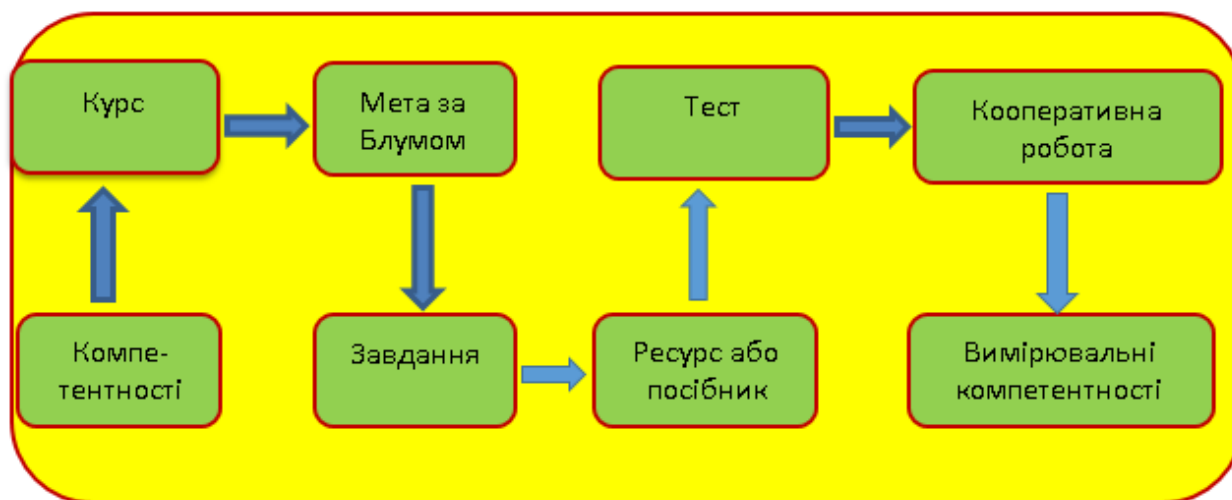 Курс
Мета за
Блумом
Тест
Кооперативна
робота
Компе-
тентності
Завдання
Ресурс або
посібник
Вимірювальні
компетентності